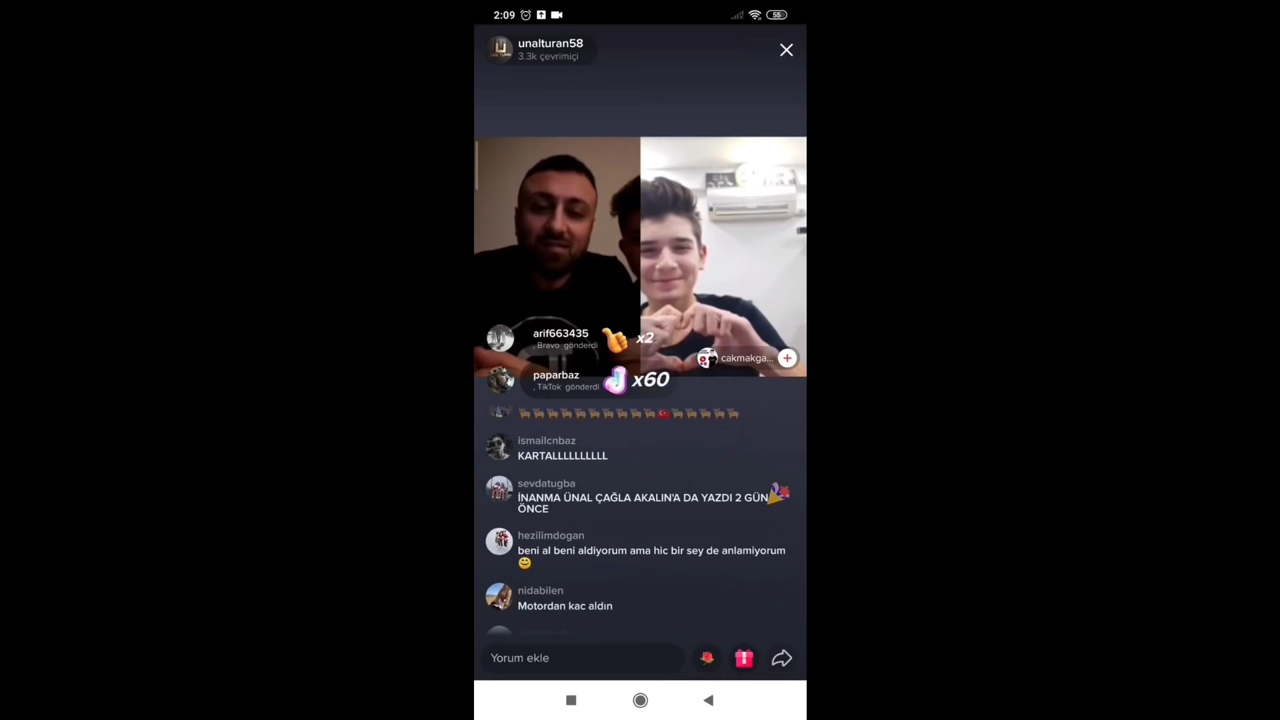 2:09
55
unalturan58
3.3k çevrimiçi
arif663435
, Bravo gönderdi
x2
cakmakga...
paparbaz
, TikTok gönderdi
x60
ismailcnbaz
KARTALLLLLLLLLL
sevdatugba
İNANMA ÜNAL ÇAĞLA AKALIN'A DA YAZDI 2 GÜN
ÖNCE
hezilimdogan
beni al beni aldiyorum ama hic bir sey de anlamiyorum
nidabilen
Motordan kac aldın
Yorum ekle